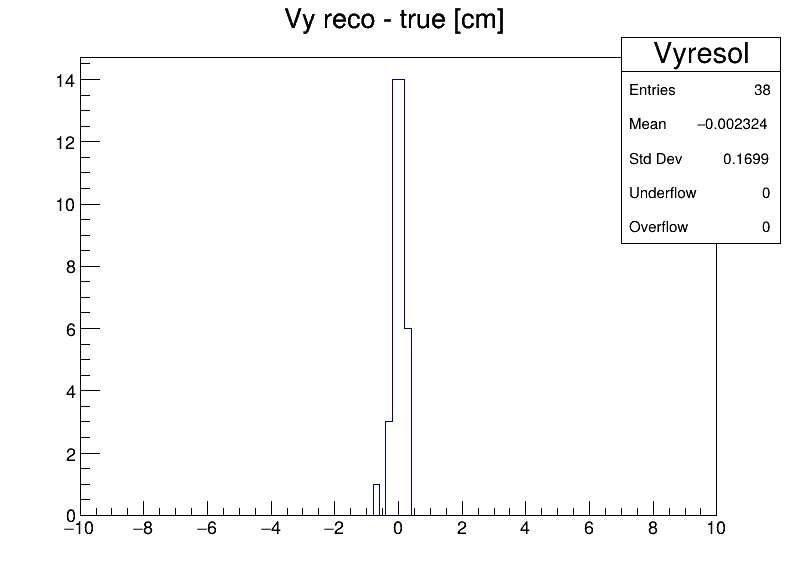 Vy reco - true [cm]
Vyresol
Entries 38
Mean −0.002324
Std Dev 0.1699
Underflow 0
Overflow 0
14
12
10
8
6
4
2
0
−10 −8 −6 −4 −2 0 2 4 6 8 10